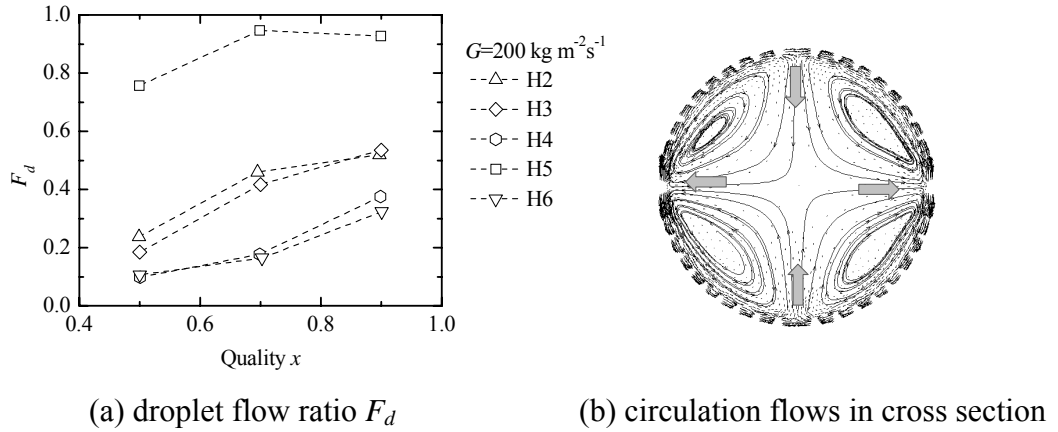 1.0
0.8
0.6
0.4
0.2
0.0
F_d
0.4 0.6 0.8 1.0
Quality x
G=200 kg m⁻²s⁻¹
H2
H3
H4
H5
H6
(a) droplet flow ratio F_d
(b) circulation flows in cross section